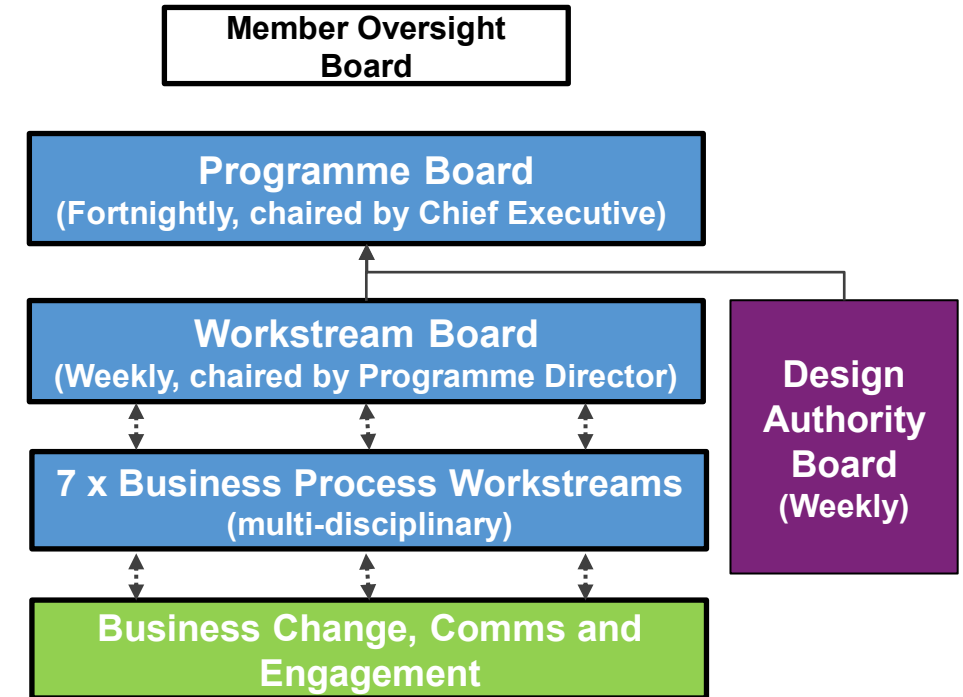 Member Oversight
Board
Programme Board
(Fortnightly, chaired by Chief Executive)
Workstream Board
(Weekly, chaired by Programme Director)
Design
Authority
Board
(Weekly)
7 x Business Process Workstreams
(multi-disciplinary)
Business Change, Comms and
Engagement